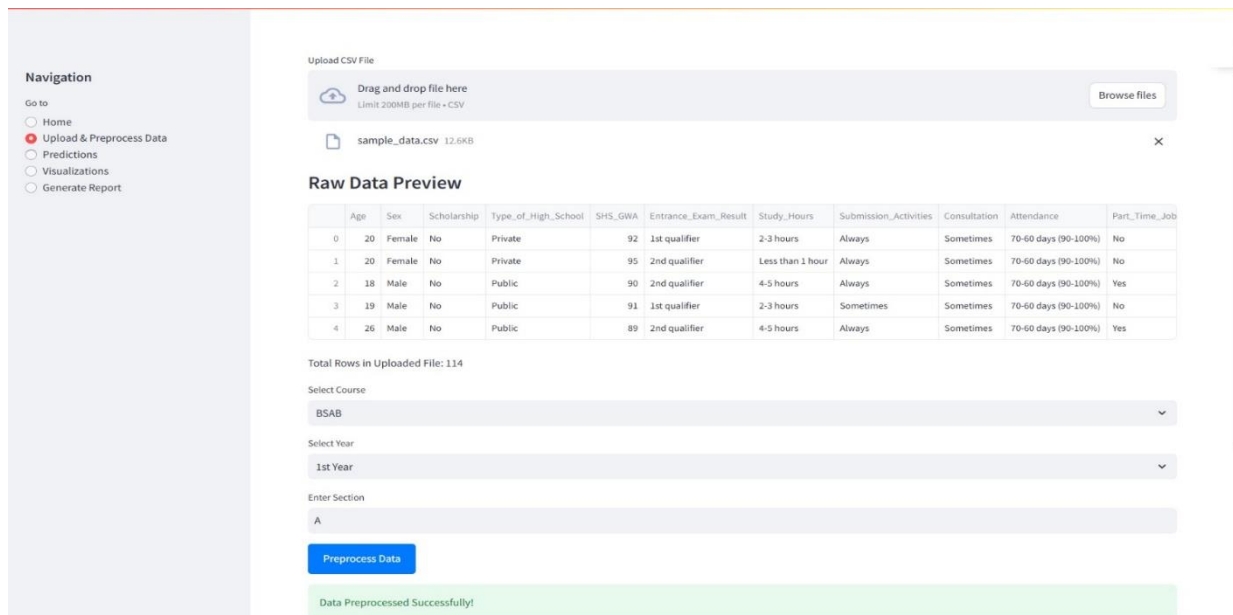 Navigation
Go to
Home
Upload & Preprocess Data
Predictions
Visualizations
Generate Report
Upload CSV File
Drag and drop file here
Limit 200MB per file • CSV
Browse files
sample_data.csv 12.6KB
Raw Data Preview
Age Sex Scholarship Type_of_High_School SHS_GWA Entrance_Exam_Result Study_Hours Submission_Activities Consultation Attendance Part_Time_Job
0 20 Female No Private 92 1st qualifier 2-3 hours Always Sometimes 70-60 days (90-100%) No
1 20 Female No Private 95 2nd qualifier Less than 1 hour Always Sometimes 70-60 days (90-100%) No
2 18 Male No Public 90 2nd qualifier 4-5 hours Always Sometimes 70-60 days (90-100%) Yes
3 19 Male No Public 91 1st qualifier 2-3 hours Sometimes Sometimes 70-60 days (90-100%) No
4 26 Male No Public 89 2nd qualifier 4-5 hours Always Sometimes 70-60 days (90-100%) Yes
Total Rows in Uploaded File: 114
Select Course
BSAB
Select Year
1st Year
Enter Section
A
Preprocess Data
Data Preprocessed Successfully!